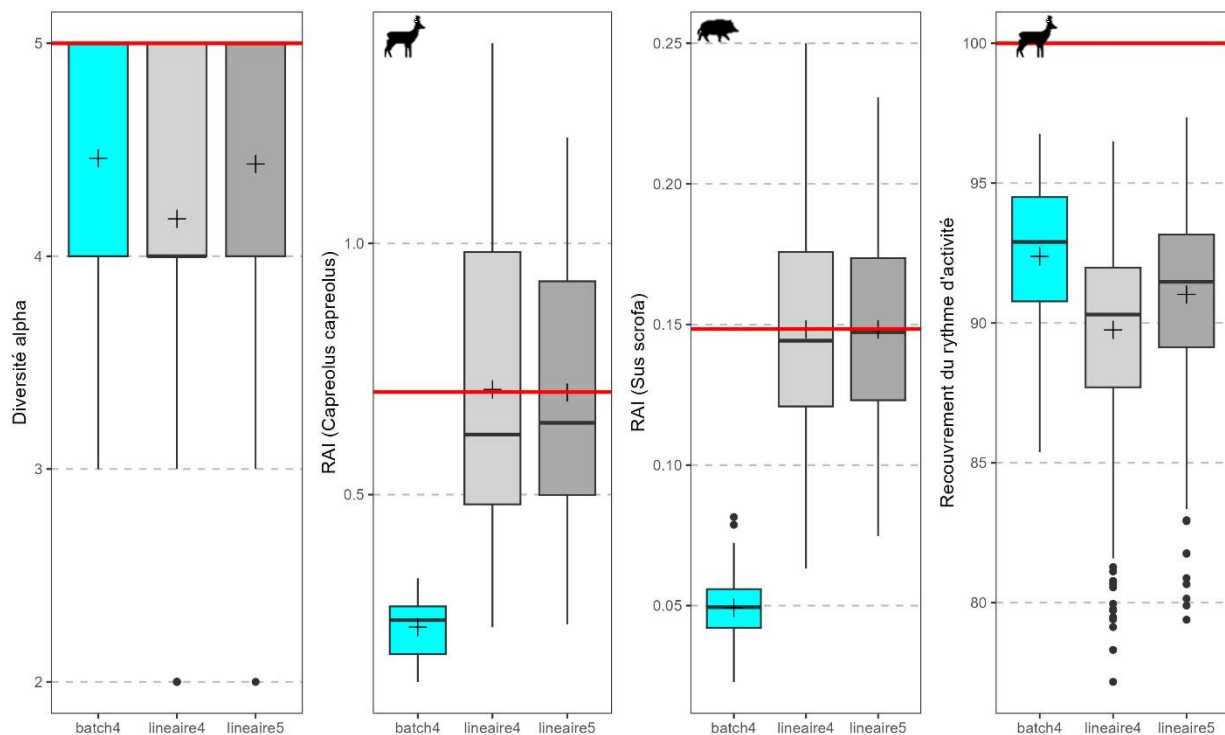 Diversité alpha
5
4
3
2
batch4 lineaire4 lineaire5
RAI (Capreolus capreolus)
1.0
0.5
batch4 lineaire4 lineaire5
RAI (Sus scrofa)
0.25
0.20
0.15
0.10
0.05
batch4 lineaire4 lineaire5
Recouvrement du rythme d'activité
100
95
90
85
80
batch4 lineaire4 lineaire5